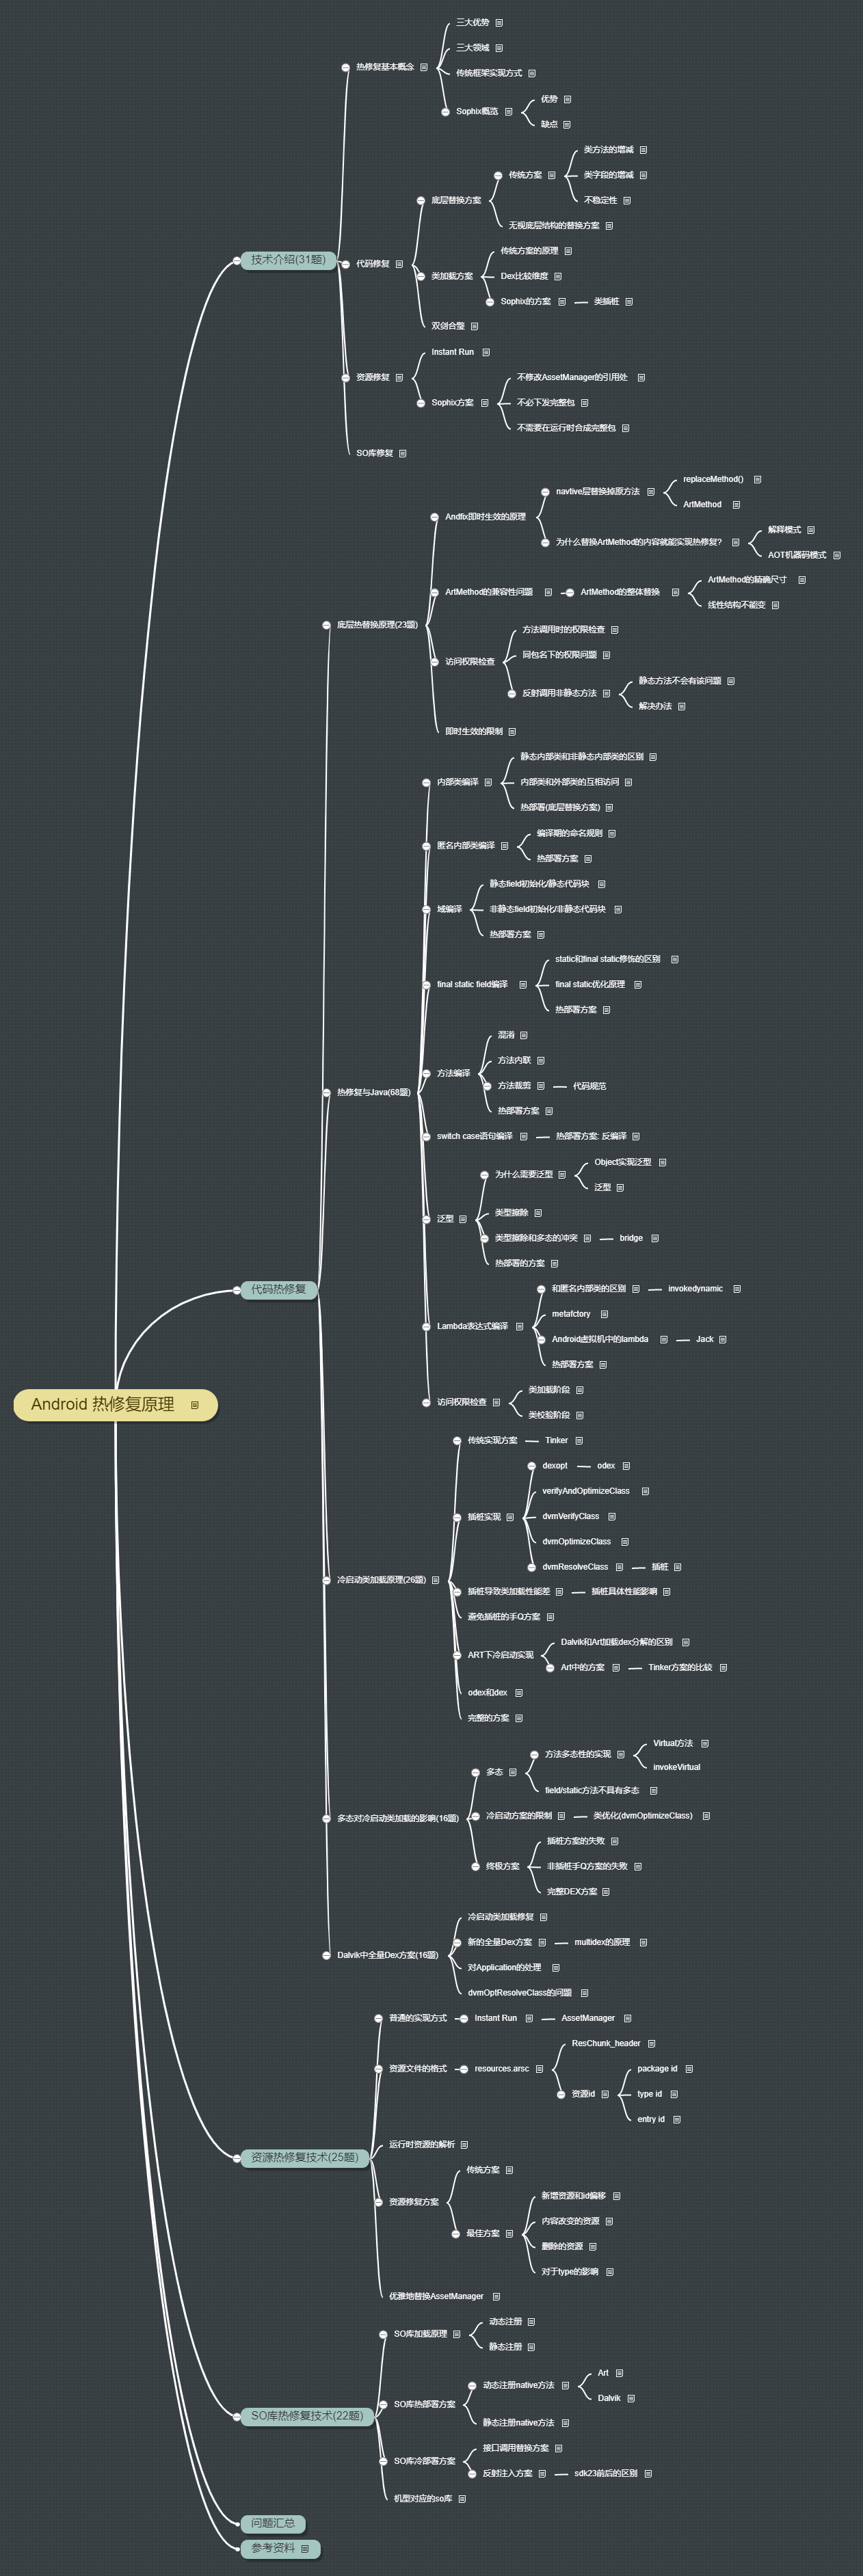 三大优势
三大领域
热修复基本概念
传统框架实现方式
优势
Sophix概览
缺点
类方法的增减
传统方案
类字段的增减
底层替换方案
不稳定性
无视底层结构的替换方案
传统方案的原理
技术介绍(31题)
代码修复
类加载方案
Dex比较维度
Sophix的方案
类插桩
双剑合璧
Instant Run
资源修复
不修改AssetManager的引用处
Sophix方案
不必下发完整包
不需要在运行时合成完整包
SO库修复
replaceMethod()
navtive层替换掉原方法
ArtMethod
Andfix即时生效的原理
解释模式
为什么替换ArtMethod的内容就能实现热修复?
AOT机器码模式
ArtMethod的精确尺寸
ArtMethod的兼容性问题
ArtMethod的整体替换
线性结构不能变
底层热替换原理(23题)
方法调用时的权限检查
访问权限检查
同包名下的权限问题
静态方法不会有该问题
反射调用非静态方法
解决办法
即时生效的限制
静态内部类和非静态内部类的区别
内部类编译
内部类和外部类的互相访问
热部署(底层替换方案)
编译期的命名规则
匿名内部类编译
热部署方案
静态field初始化/静态代码块
域编译
非静态field初始化/非静态代码块
热部署方案
static和final static修饰的区别
final static field编译
final static优化原理
热部署方案
混淆
方法内联
方法编译
热修复与Java(68题)
方法裁剪
代码规范
热部署方案
switch case语句编译
热部署方案: 反编译
Object实现泛型
为什么需要泛型
泛型
泛型
类型擦除
类型擦除和多态的冲突
bridge
热部署的方案
代码热修复
和匿名内部类的区别
invokedynamic
metafctory
Lambda表达式编译
Android虚拟机中的lambda
Jack
热部署方案
类加载阶段
访问权限检查
类校验阶段
Android 热修复原理
传统实现方案
Tinker
dexopt
odex
verifyAndOptimizeClass
插桩实现
dvmVerifyClass
dvmOptimizeClass
dvmResolveClass
插桩
冷启动类加载原理(26题)
插桩导致类加载性能差
插桩具体性能影响
避免插桩的手Q方案
Dalvik和Art加载dex分解的区别
ART下冷启动实现
Art中的方案
Tinker方案的比较
odex和dex
完整的方案
Virtual方法
方法多态性的实现
invokeVirtual
多态
field/static方法不具有多态
多态对冷启动类加载的影响(16题)
冷启动方案的限制
类优化(dvmOptimizeClass)
插桩方案的失败
终极方案
非插桩手Q方案的失败
完整DEX方案
冷启动类加载修复
新的全量Dex方案
multidex的原理
Dalvik中全量Dex方案(16题)
对Application的处理
dvmOptResolveClass的问题
普通的实现方式
Instant Run
AssetManager
ResChunk_header
资源文件的格式
resources.arsc
package id
资源id
type id
entry id
运行时资源的解析
资源热修复技术(25题)
传统方案
资源修复方案
新增资源和id偏移
内容改变的资源
最佳方案
删除的资源
对于type的影响
优雅地替换AssetManager
动态注册
SO库加载原理
静态注册
Art
动态注册native方法
Dalvik
SO库热部署方案
SO库热修复技术(22题)
静态注册native方法
接口调用替换方案
SO库冷部署方案
反射注入方案
sdk23前后的区别
机型对应的so库
问题汇总
参考资料